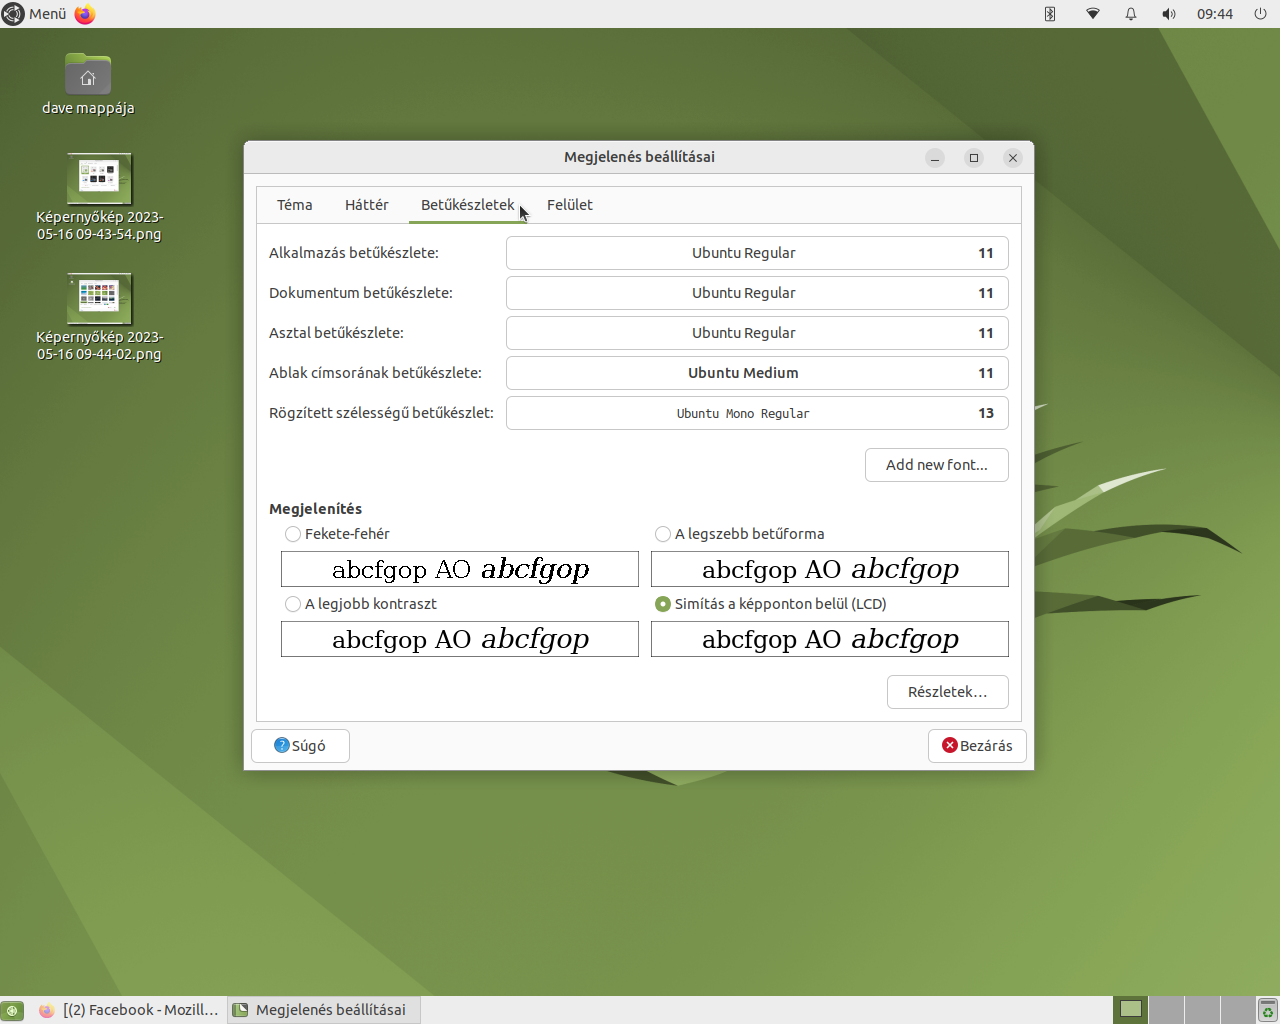 Menü
09:44
dave mappája
Képernyőkép 2023-
05-16 09-43-54.png
Képernyőkép 2023-
05-16 09-44-02.png
Megjelenés beállításai
Téma Háttér Betűkészletek Felület
Alkalmazás betűkészlete: Ubuntu Regular 11
Dokumentum betűkészlete: Ubuntu Regular 11
Asztal betűkészlete: Ubuntu Regular 11
Ablak címsorának betűkészlete: Ubuntu Medium 11
Rögzített szélességű betűkészlet: Ubuntu Mono Regular 13
Add new font...
Megjelenítés
Fekete-fehér A legszebb betűforma
abcfgop AO abcfgop abcfgop AO abcfgop
A legjobb kontraszt Simítás a képponton belül (LCD)
abcfgop AO abcfgop abcfgop AO abcfgop
Részletek…
Súgó Bezárás
[(2) Facebook - Mozill… Megjelenés beállításai